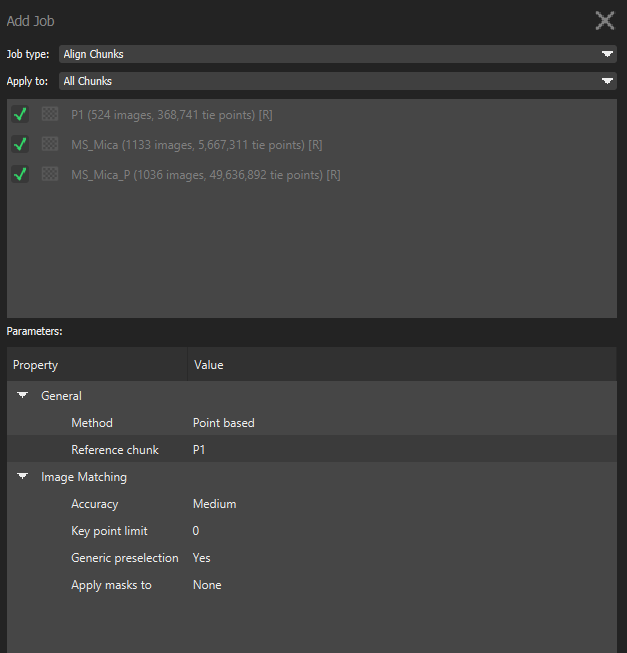 Add Job
Job type: Align Chunks
Apply to: All Chunks
P1 (524 images, 368,741 tie points) [R]
MS_Mica (1133 images, 5,667,311 tie points) [R]
MS_Mica_P (1036 images, 49,636,892 tie points) [R]
Parameters:
Property Value
General
Method Point based
Reference chunk P1
Image Matching
Accuracy Medium
Key point limit 0
Generic preselection Yes
Apply masks to None